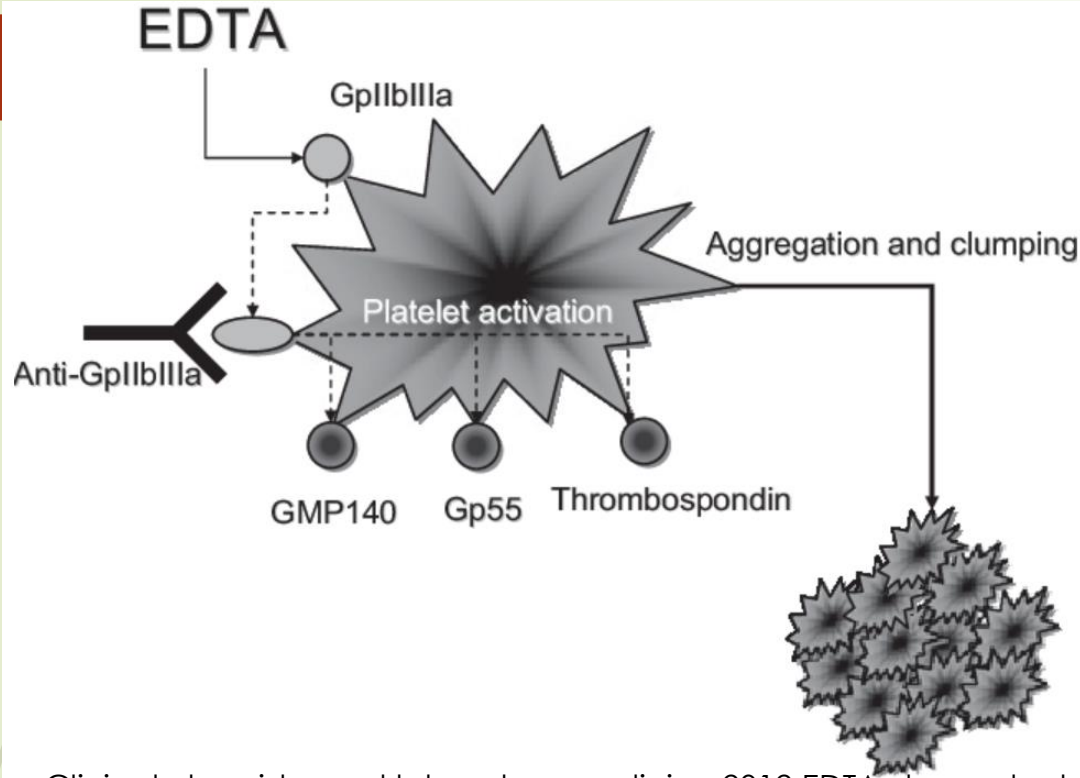 EDTA
GpIIbIIIa
Aggregation and clumping
Platelet activation
Anti-GpIIbIIIa
GMP140
Gp55
Thrombospondin